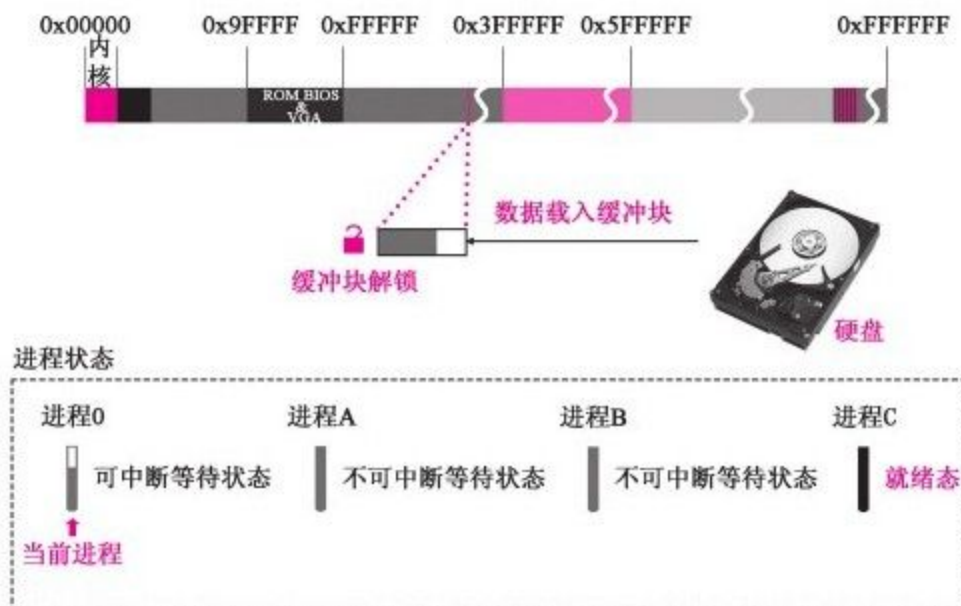 0x00000 0x9FFFF 0xFFFFF 0x3FFFFF 0x5FFFFF 0xFFFFFF
内
核
ROM BIOS
&
VGA
数据载入缓冲块
缓冲块解锁
硬盘
进程状态
进程0 进程A 进程B 进程C
可中断等待状态 不可中断等待状态 不可中断等待状态 就绪态
当前进程